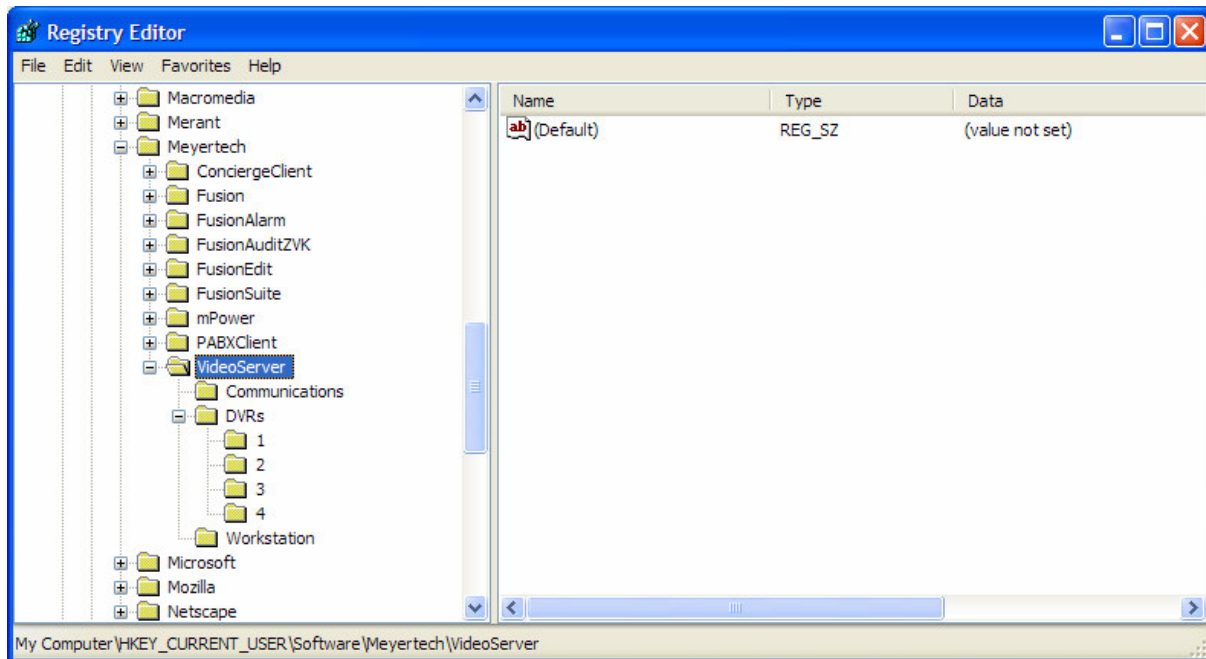 Registry Editor
File Edit View Favorites Help
Macromedia
Merant
Meyertech
ConciergeClient
Fusion
FusionAlarm
FusionAuditZVK
FusionEdit
FusionSuite
mPower
PABXClient
VideoServer
Communications
DVRs
1
2
3
4
Workstation
Microsoft
Mozilla
Netscape
Name Type Data
ab (Default) REG_SZ (value not set)
My Computer\HKEY_CURRENT_USER\Software\Meyertech\VideoServer